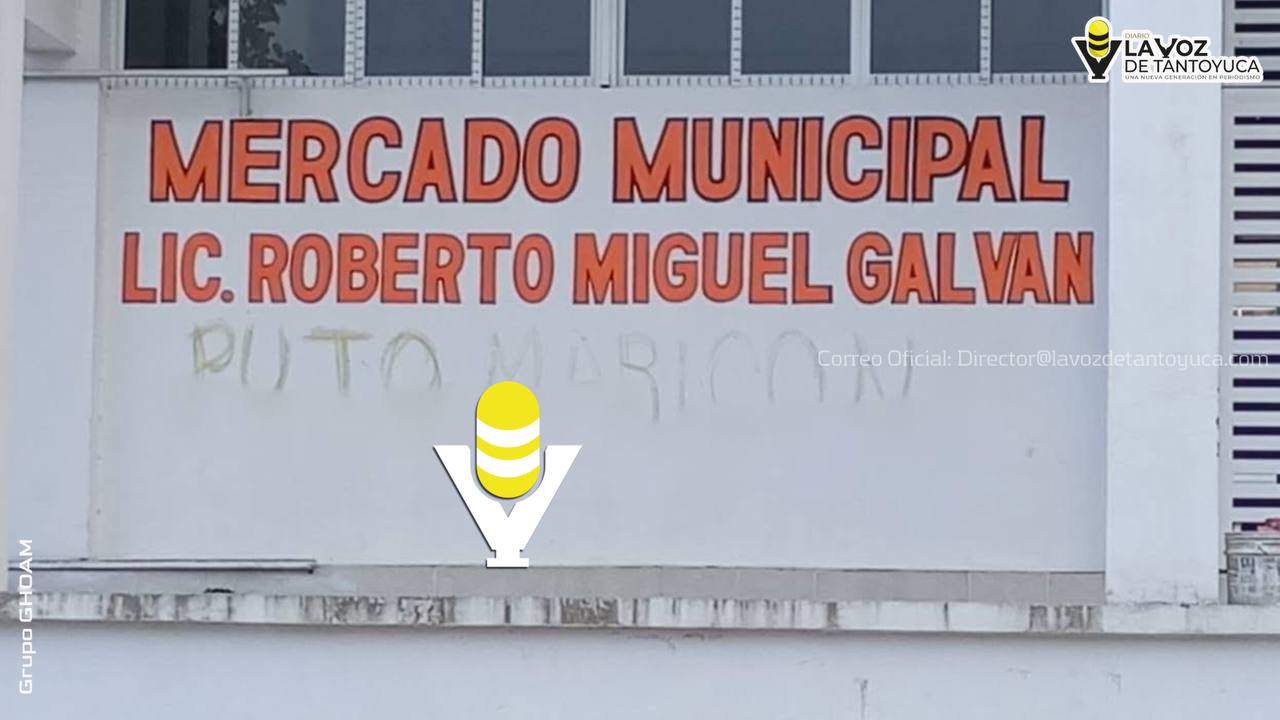 DIARIO
LA VOZ
DE TANTOYUCA
UNA NUEVA GENERACIÓN EN PERIODISMO
MERCADO MUNICIPAL
LIC. ROBERTO MIGUEL GALVAN
PUTO MARICON
Correo Oficial: Director@lavozdetantoyuca.com
Grupo GHOAM